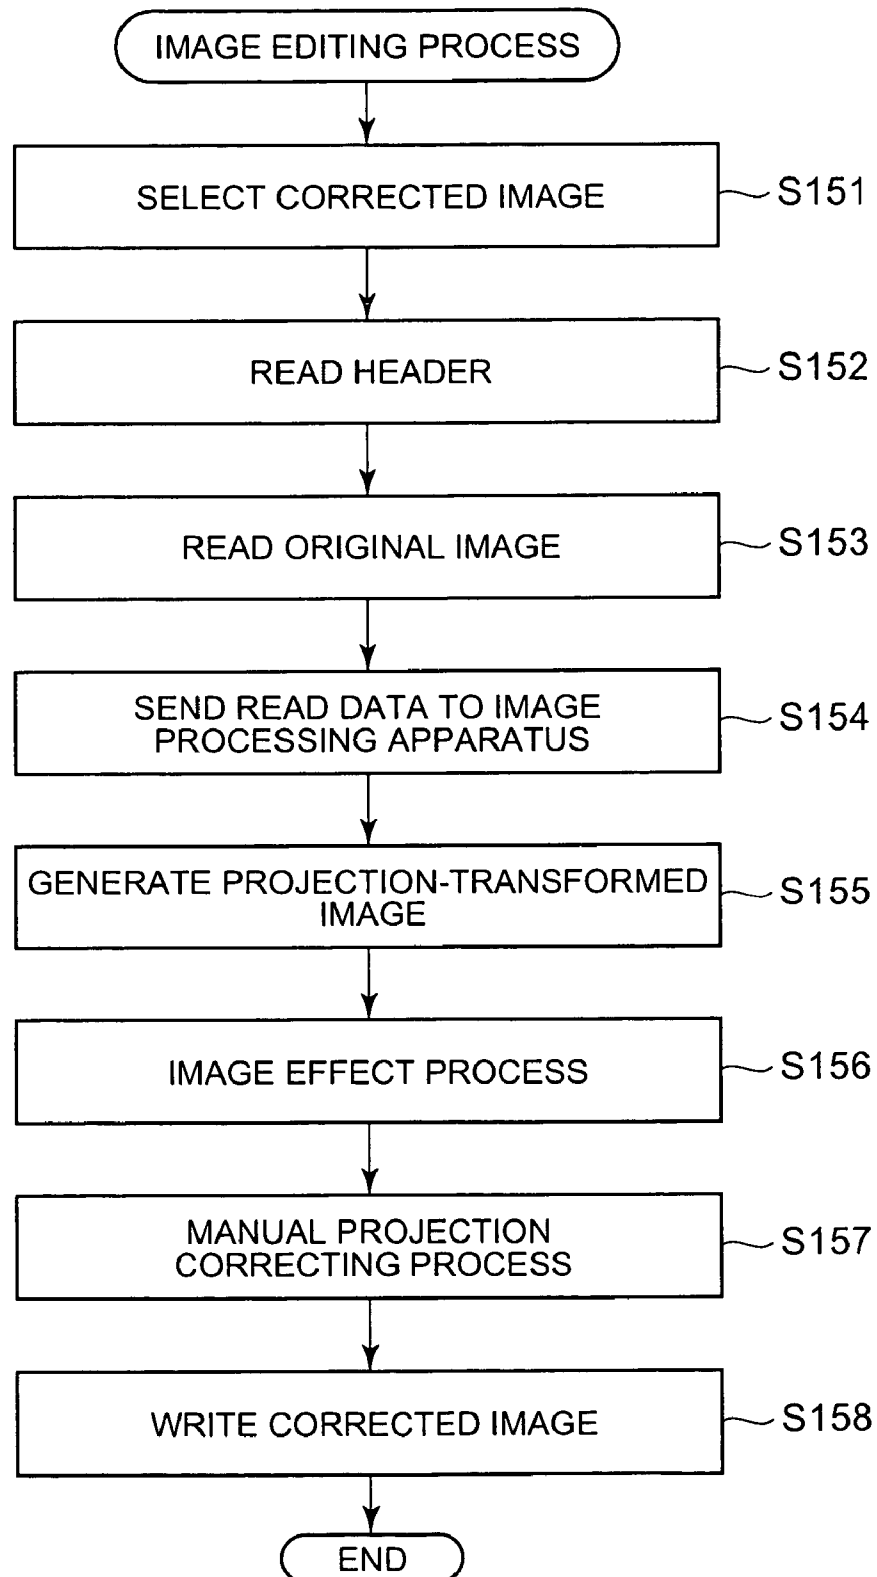 IMAGE EDITING PROCESS
SELECT CORRECTED IMAGE
S151
READ HEADER
S152
READ ORIGINAL IMAGE
S153
SEND READ DATA TO IMAGE
PROCESSING APPARATUS
S154
GENERATE PROJECTION-TRANSFORMED
IMAGE
S155
IMAGE EFFECT PROCESS
S156
MANUAL PROJECTION
CORRECTING PROCESS
S157
WRITE CORRECTED IMAGE
S158
END